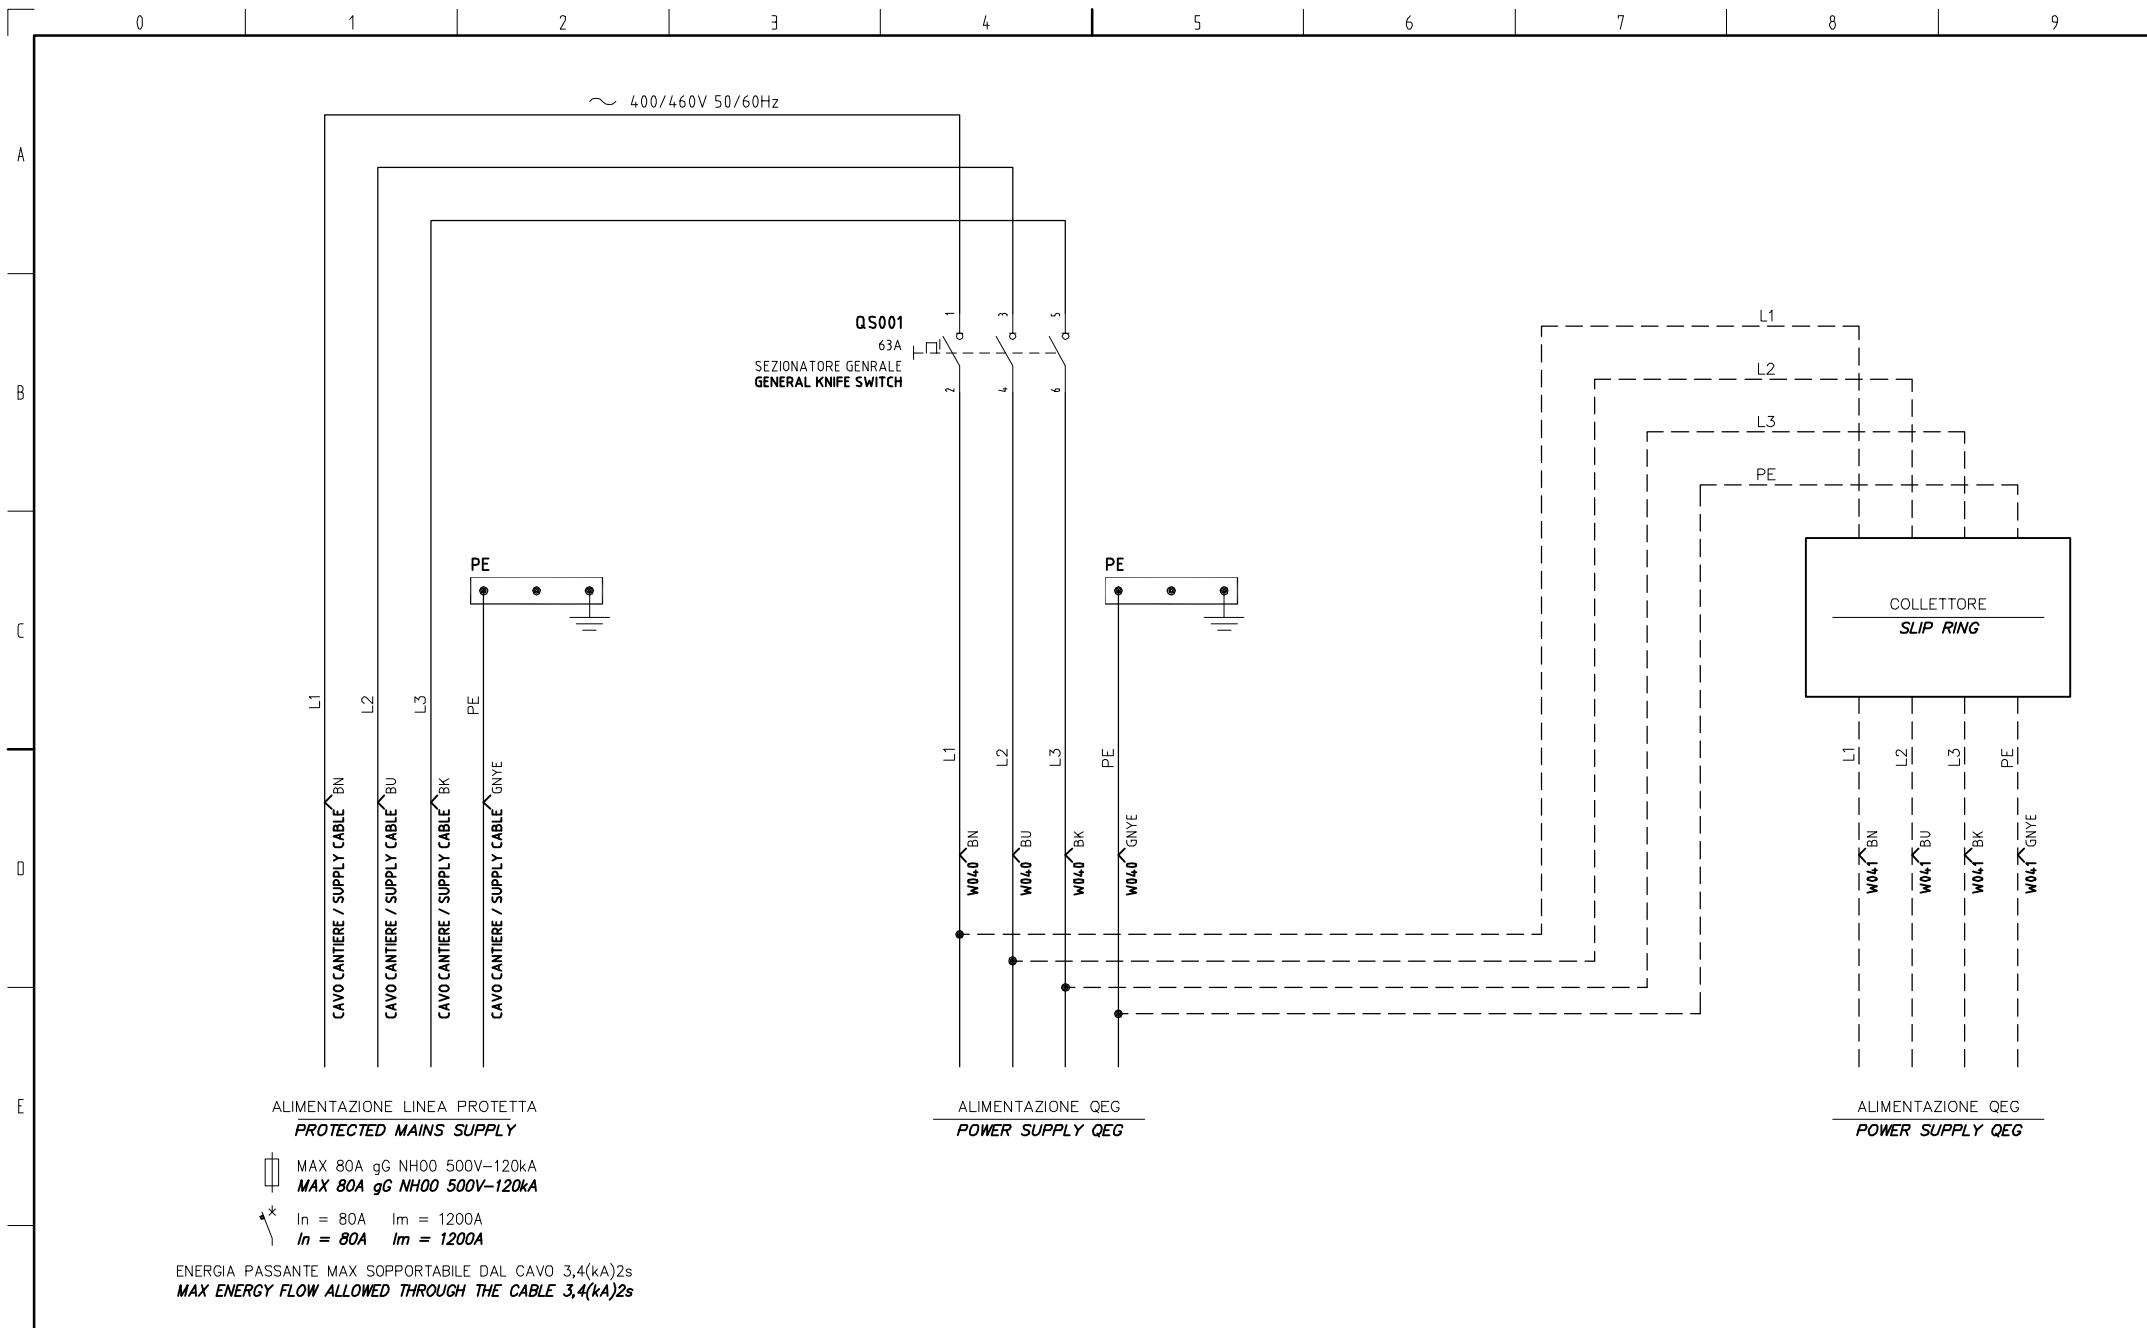 0 1 2 3 4 5 6 7 8 9
A
B
C
D
E
400/460V 50/60Hz
QS001
63A
SEZIONATORE GENRALE
GENERAL KNIFE SWITCH
1 3 5
2 4 6
L1
L2
L3
PE
PE
PE
COLLETTORE
SLIP RING
L1 L2 L3 PE
L1 L2 L3 PE
L1 L2 L3 PE
CAVO CANTIERE / SUPPLY CABLE BN
CAVO CANTIERE / SUPPLY CABLE BU
CAVO CANTIERE / SUPPLY CABLE BK
CAVO CANTIERE / SUPPLY CABLE GNYE
W040 BN
W040 BU
W040 BK
W040 GNYE
W041 BN
W041 BU
W041 BK
W041 GNYE
ALIMENTAZIONE LINEA PROTETTA
PROTECTED MAINS SUPPLY
ALIMENTAZIONE QEG
POWER SUPPLY QEG
ALIMENTAZIONE QEG
POWER SUPPLY QEG
MAX 80A gG NH00 500V-120kA
MAX 80A gG NH00 500V-120kA
In = 80A Im = 1200A
In = 80A Im = 1200A
ENERGIA PASSANTE MAX SOPPORTABILE DAL CAVO 3,4(kA)2s
MAX ENERGY FLOW ALLOWED THROUGH THE CABLE 3,4(kA)2s